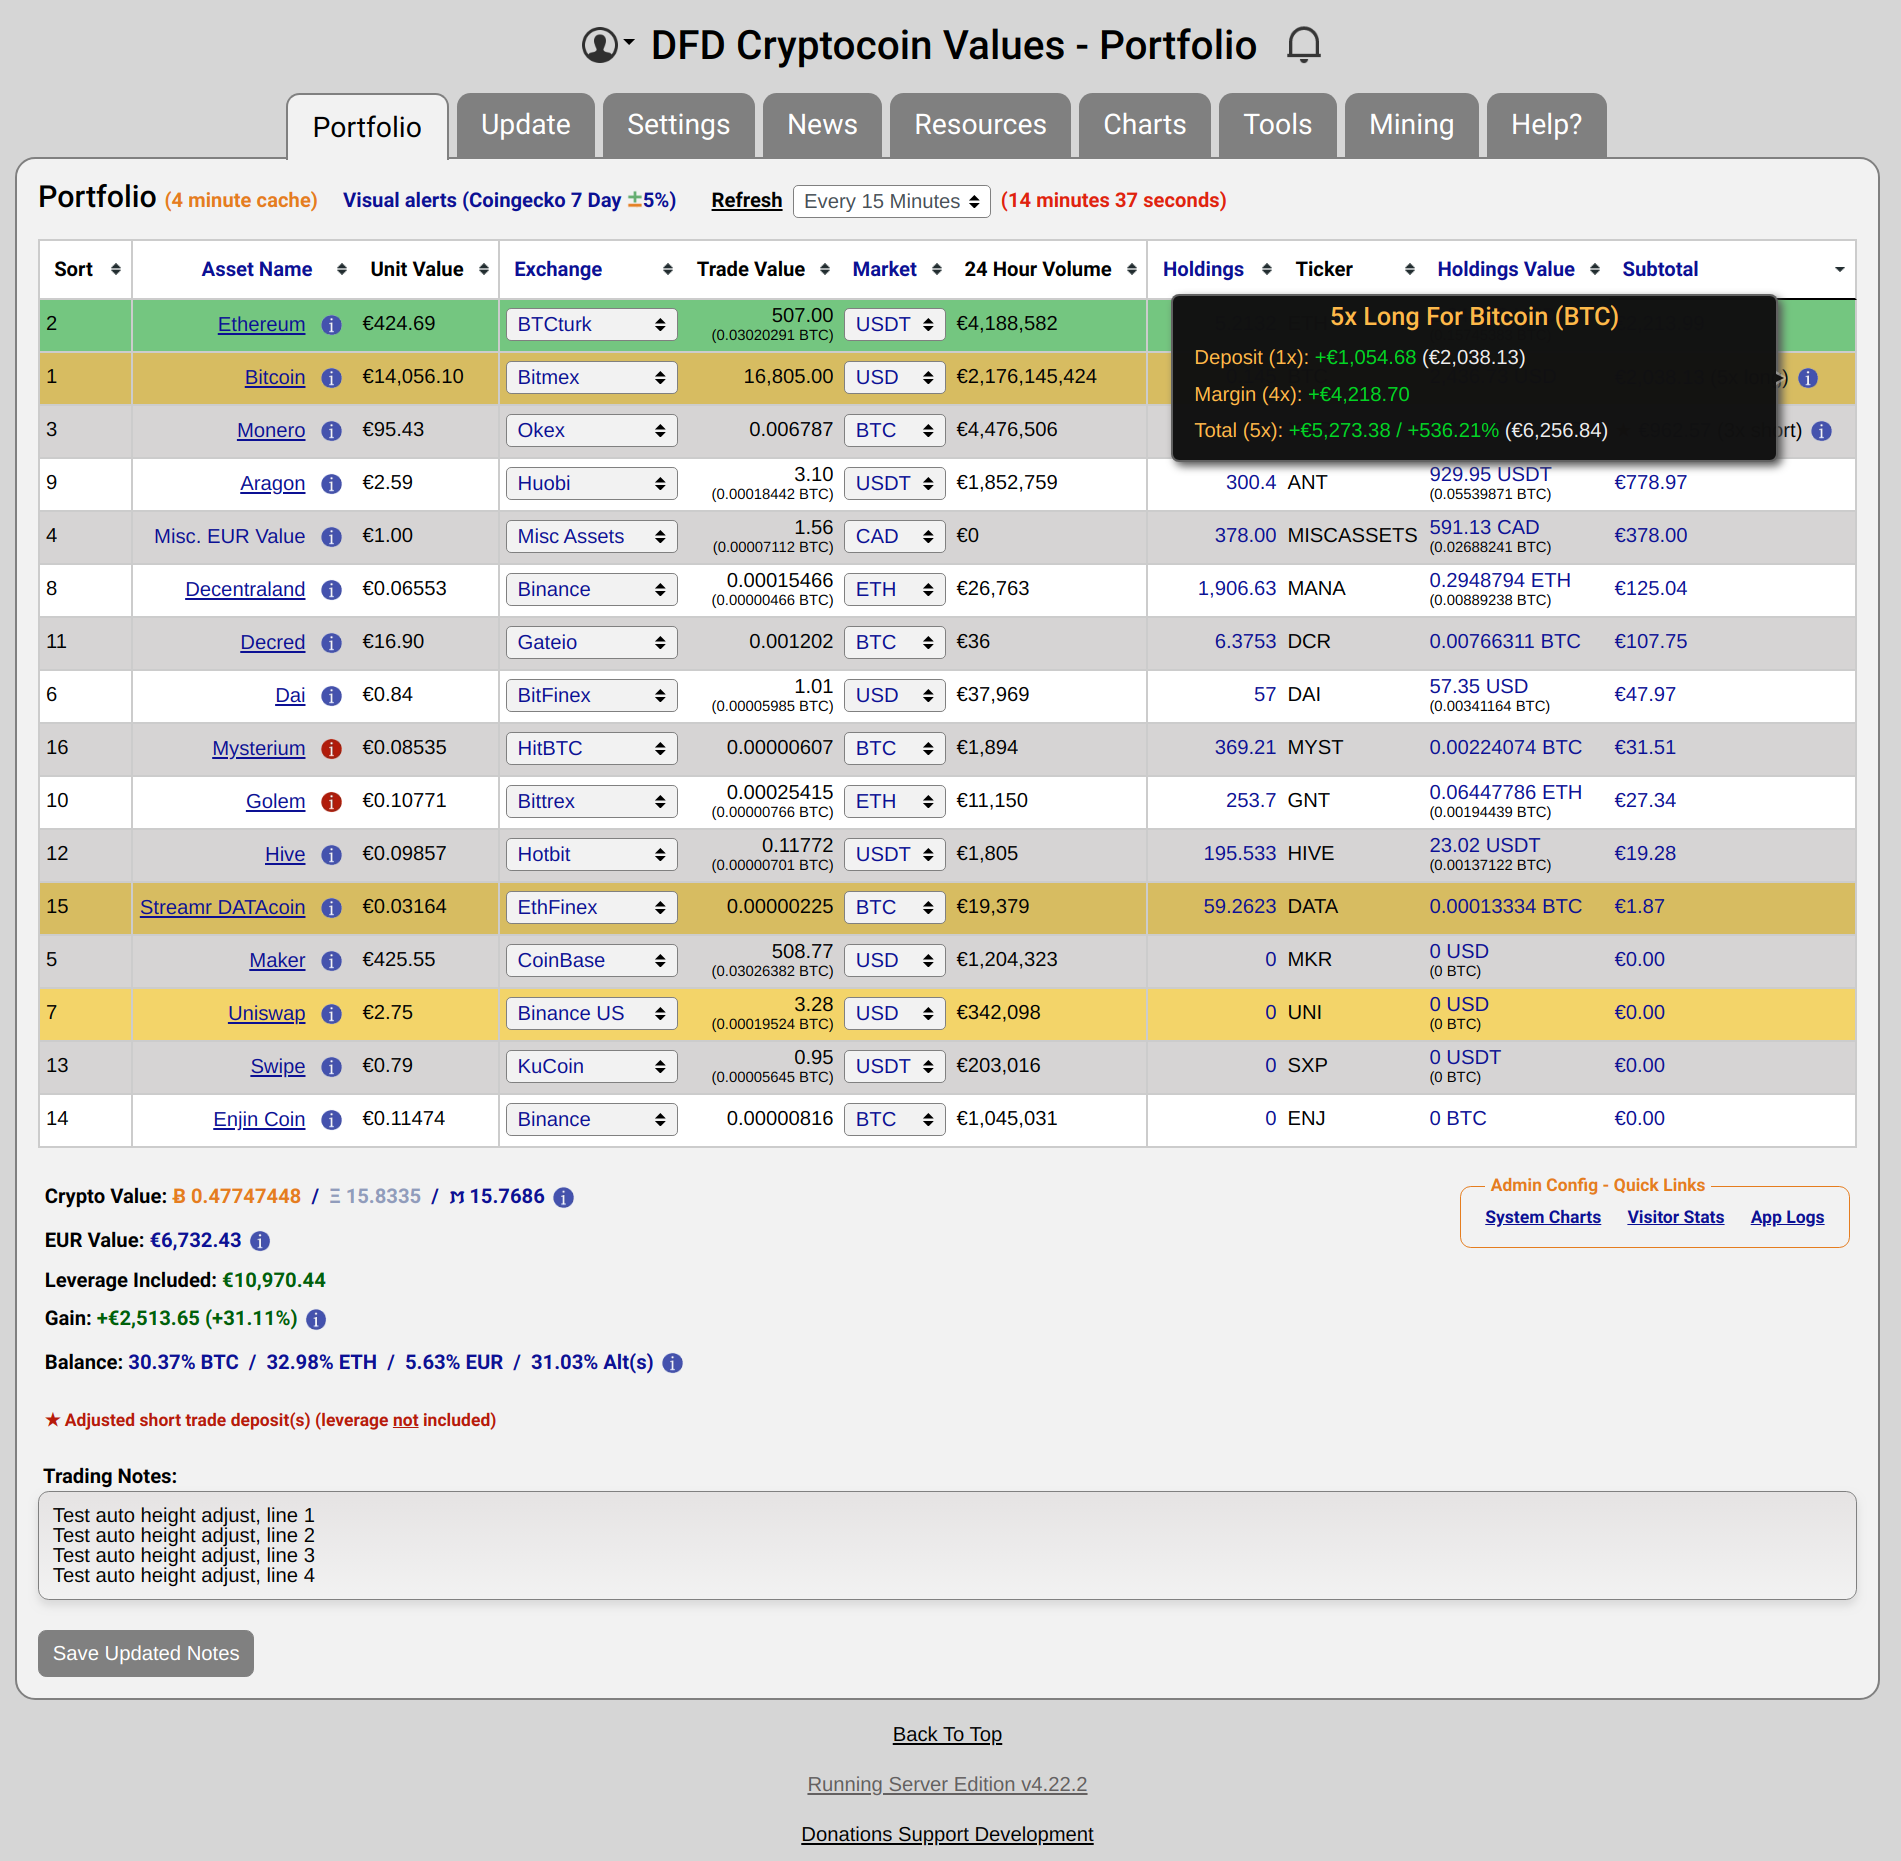 DFD Cryptocoin Values - Portfolio
Portfolio Update Settings News Resources Charts Tools Mining Help?
Portfolio (4 minute cache) Visual alerts (Coingecko 7 Day ±5%) Refresh Every 15 Minutes (14 minutes 37 seconds)
Sort Asset Name Unit Value Exchange Trade Value Market 24 Hour Volume Holdings Ticker Holdings Value Subtotal
2 Ethereum €424.69 BTCturk 507.00 USDT €4,188,582
(0.03020291 BTC)
5x Long For Bitcoin (BTC)
Deposit (1x): +€1,054.68 (€2,038.13)
Margin (4x): +€4,218.70
Total (5x): +€5,273.38 / +536.21% (€6,256.84)
1 Bitcoin €14,056.10 Bitmex 16,805.00 USD €2,176,145,424
3 Monero €95.43 Okex 0.006787 BTC €4,476,506
9 Aragon €2.59 Huobi 3.10 USDT €1,852,759 300.4 ANT 929.95 USDT €778.97
(0.00018442 BTC) (0.05539871 BTC)
4 Misc. EUR Value €1.00 Misc Assets 1.56 CAD €0 378.00 MISCASSETS 591.13 CAD €378.00
(0.00007112 BTC) (0.02688241 BTC)
8 Decentraland €0.06553 Binance 0.00015466 ETH €26,763 1,906.63 MANA 0.2948794 ETH €125.04
(0.00000466 BTC) (0.00889238 BTC)
11 Decred €16.90 Gateio 0.001202 BTC €36 6.3753 DCR 0.00766311 BTC €107.75
6 Dai €0.84 BitFinex 1.01 USD €37,969 57 DAI 57.35 USD €47.97
(0.00005985 BTC) (0.00341164 BTC)
16 Mysterium €0.08535 HitBTC 0.00000607 BTC €1,894 369.21 MYST 0.00224074 BTC €31.51
10 Golem €0.10771 Bittrex 0.00025415 ETH €11,150 253.7 GNT 0.06447786 ETH €27.34
(0.00000766 BTC) (0.00194439 BTC)
12 Hive €0.09857 Hotbit 0.11772 USDT €1,805 195.533 HIVE 23.02 USDT €19.28
(0.00000701 BTC) (0.00137122 BTC)
15 Streamr DATAcoin €0.03164 EthFinex 0.00000225 BTC €19,379 59.2623 DATA 0.00013334 BTC €1.87
5 Maker €425.55 CoinBase 508.77 USD €1,204,323 0 MKR 0 USD €0.00
(0.03026382 BTC) (0 BTC)
7 Uniswap €2.75 Binance US 3.28 USD €342,098 0 UNI 0 USD €0.00
(0.00019524 BTC) (0 BTC)
13 Swipe €0.79 KuCoin 0.95 USDT €203,016 0 SXP 0 USDT €0.00
(0.00005645 BTC) (0 BTC)
14 Enjin Coin €0.11474 Binance 0.00000816 BTC €1,045,031 0 ENJ 0 BTC €0.00
Crypto Value: Ƀ 0.47747448 / Ξ 15.8335 / ɱ 15.7686
EUR Value: €6,732.43
Leverage Included: €10,970.44
Gain: +€2,513.65 (+31.11%)
Balance: 30.37% BTC / 32.98% ETH / 5.63% EUR / 31.03% Alt(s)
★ Adjusted short trade deposit(s) (leverage not included)
Admin Config - Quick Links
System Charts Visitor Stats App Logs
Trading Notes:
Test auto height adjust, line 1
Test auto height adjust, line 2
Test auto height adjust, line 3
Test auto height adjust, line 4
Save Updated Notes
Back To Top
Running Server Edition v4.22.2
Donations Support Development